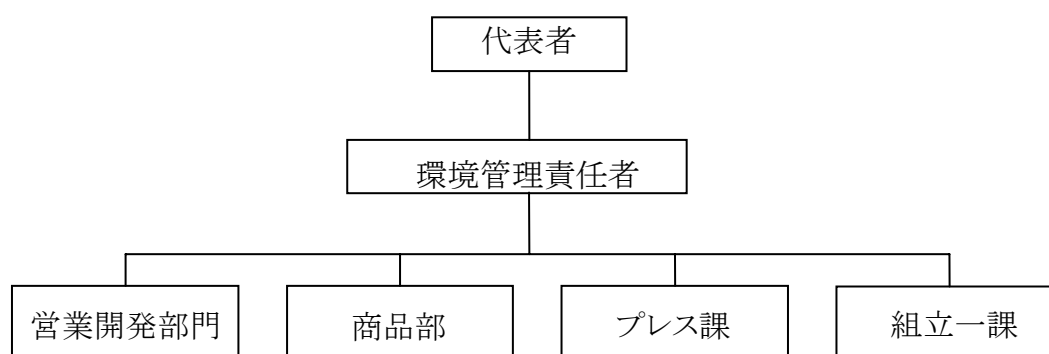 代表者
環境管理責任者
営業開発部門
商品部
プレス課
組立一課